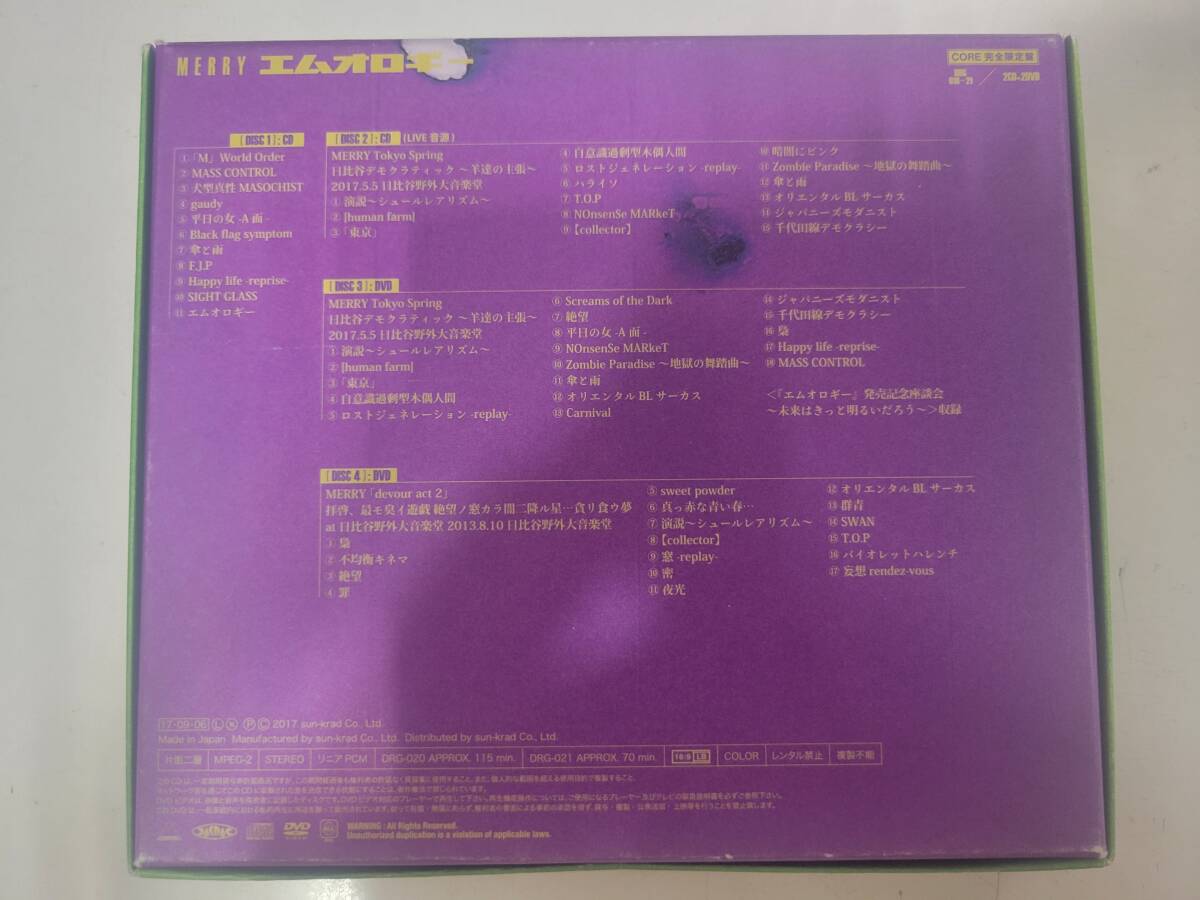 MERRY エムオロギー
CORE 完全限定盤
2CD+2DVD
[DISC 1]:CD
①「M」World Order
② MASS CONTROL
③ 犬型真性 MASOCHIST
④ gaudy
⑤ 平日の女 -A面-
⑥ Black flag symptom
⑦ 傘と雨
⑧ F.J.P
⑨ Happy life -reprise-
⑩ SIGHT GLASS
⑪ エムオロギー
[DISC 2]:CD (LIVE 音源)
MERRY Tokyo Spring
日比谷デモクラティック 〜羊達の主張〜
2017.5.5 日比谷野外大音楽堂
① 演説〜シュールレアリズム〜
② [human farm]
③「東京」
④ 自意識過剰型木偶人間
⑤ ロストジェネレーション -replay-
⑥ ハライソ
⑦ T.O.P
⑧ NOnsenSe MARkeT
⑨【collector】
⑩ 暗闇にピンク
⑪ Zombie Paradise 〜地獄の舞踏曲〜
⑫ 傘と雨
⑬ オリエンタル BL サーカス
⑭ ジャパニーズモダニスト
⑮ 千代田線デモクラシー
[DISC 3]:DVD
MERRY Tokyo Spring
日比谷デモクラティック 〜羊達の主張〜
2017.5.5 日比谷野外大音楽堂
① 演説〜シュールレアリズム〜
② [human farm]
③「東京」
④ 自意識過剰型木偶人間
⑤ ロストジェネレーション -replay-
⑥ Screams of the Dark
⑦ 絶望
⑧ 平日の女 -A面-
⑨ NOnsenSe MARkeT
⑩ Zombie Paradise 〜地獄の舞踏曲〜
⑪ 傘と雨
⑫ オリエンタル BL サーカス
⑬ Carnival
⑭ ジャパニーズモダニスト
⑮ 千代田線デモクラシー
⑯ 梟
⑰ Happy life -reprise-
⑱ MASS CONTROL
<『エムオロギー』発売記念座談会
〜未来はきっと明るいだろう〜>収録
[DISC 4]:DVD
MERRY「devour act 2」
拝啓、最モ臭イ遊戯 絶望ノ窓カラ闇ニ降ル星…貪リ食ウ夢
at 日比谷野外大音楽堂 2013.8.10 日比谷野外大音楽堂
① 梟
② 不均衡キネマ
③ 絶望
④ 罪
⑤ sweet powder
⑥ 真っ赤な青い春…
⑦ 演説〜シュールレアリズム〜
⑧【collector】
⑨ 窓 -replay-
⑩ 密
⑪ 夜光
⑫ オリエンタル BL サーカス
⑬ 群青
⑭ SWAN
⑮ T.O.P
⑯ バイオレットハレンチ
⑰ 妄想 rendez-vous
17-09-06 Ⓛ Ⓧ Ⓟ Ⓒ 2017 sun-krad Co., Ltd.
Made in Japan Manufactured by sun-krad Co., Ltd. Distributed by sun-krad Co., Ltd.
片面二層 MPEG-2 STEREO リニアPCM DRG-020 APPROX. 115 min. DRG-021 APPROX. 70 min. 16:9 LB COLOR レンタル禁止 複製不能
JASRAC
DVD
WARNING : All Rights Reserved.
Unauthorized duplication is a violation of applicable laws.